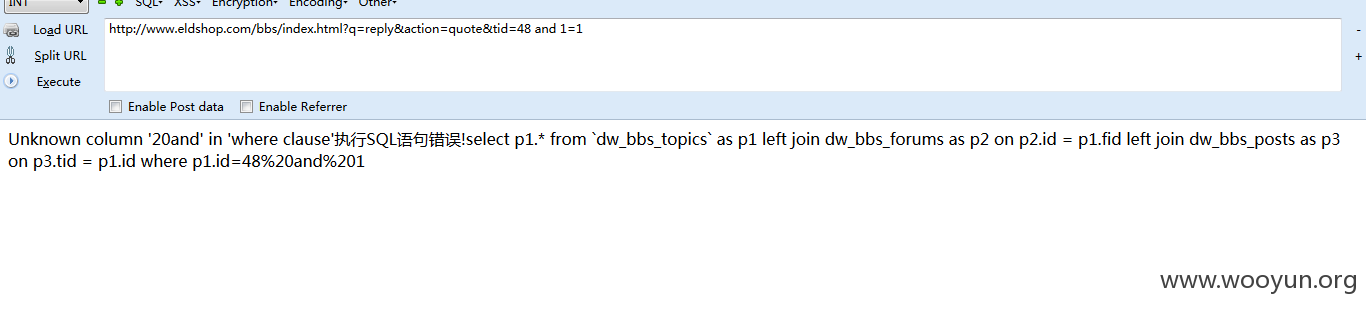 INT SQL- XSS- Encryption- Encoding- Other-
Load URL
http://www.eldshop.com/bbs/index.html?q=reply&action=quote&tid=48 and 1=1
Split URL
Execute
Enable Post data Enable Referrer
Unknown column '20and' in 'where clause'执行SQL语句错误!select p1.* from `dw_bbs_topics` as p1 left join dw_bbs_forums as p2 on p2.id = p1.fid left join dw_bbs_posts as p3
on p3.tid = p1.id where p1.id=48%20and%201
www.wooyun.org